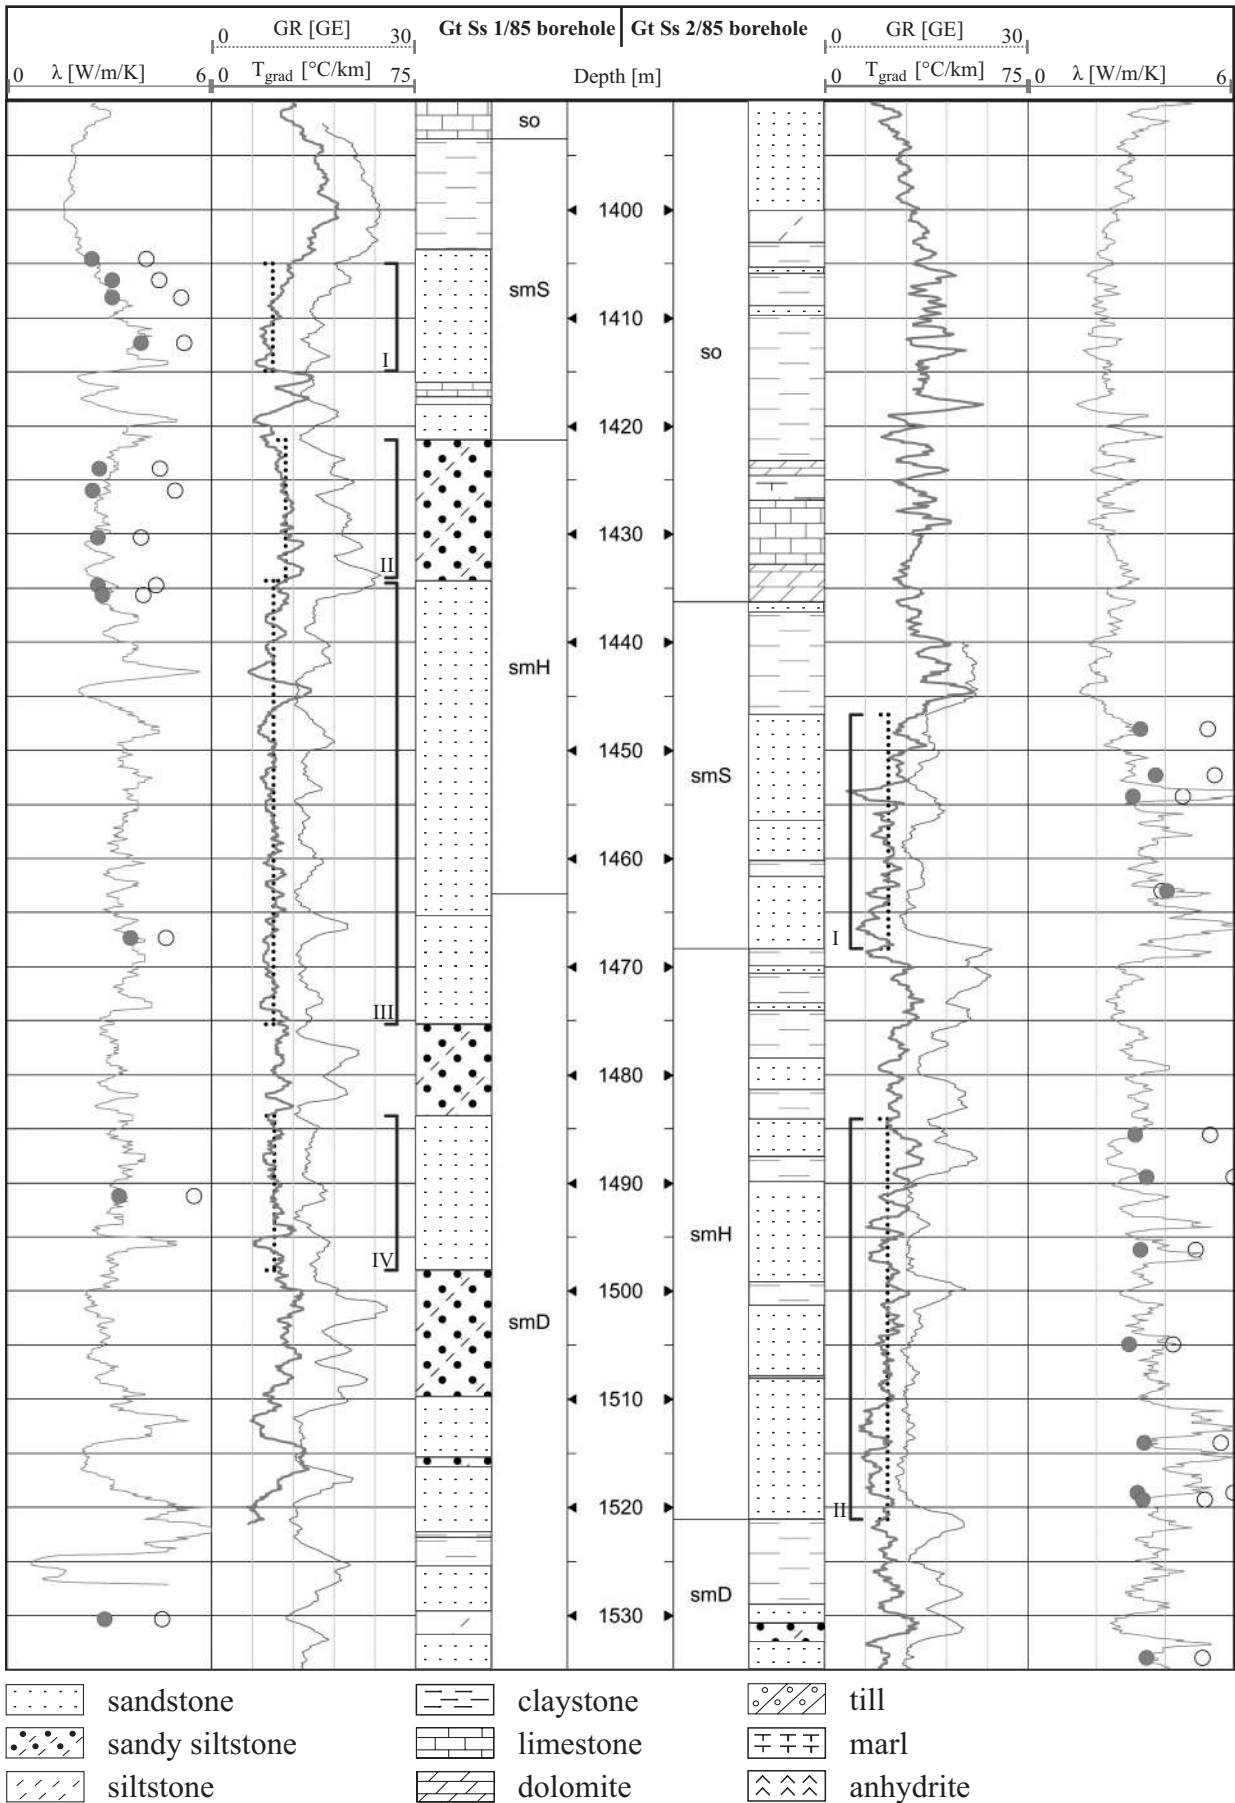 GR [GE]
0 30
Gt Ss 1/85 borehole
Gt Ss 2/85 borehole
GR [GE]
0 30
λ [W/m/K]
0 6
Tgrad [°C/km]
0 75
Depth [m]
Tgrad [°C/km]
0 75
λ [W/m/K]
0 6
so
1400
smS
1410
so
I
1420
II
1430
1440
smH
1450
smS
1460
I
1470
III
1480
1490
smH
IV
1500
smD
1510
1520
II
smD
1530
sandstone
claystone
till
sandy siltstone
limestone
marl
siltstone
dolomite
anhydrite